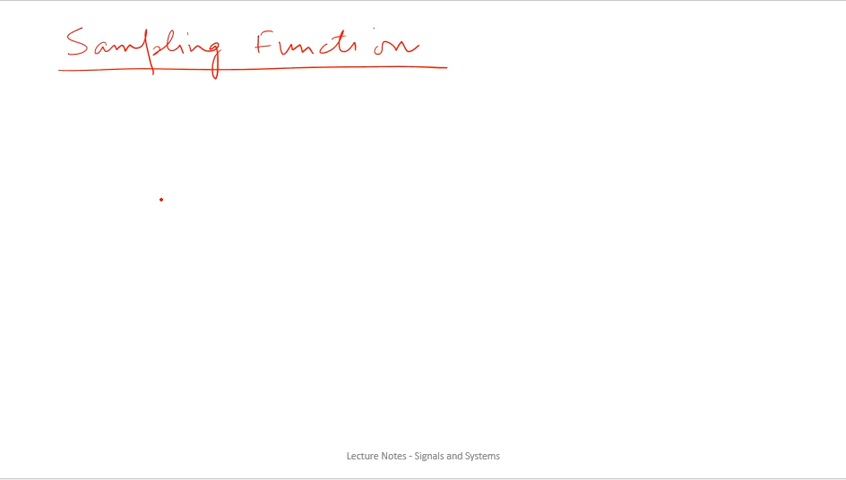 Sampling Function
Lecture Notes - Signals and Systems